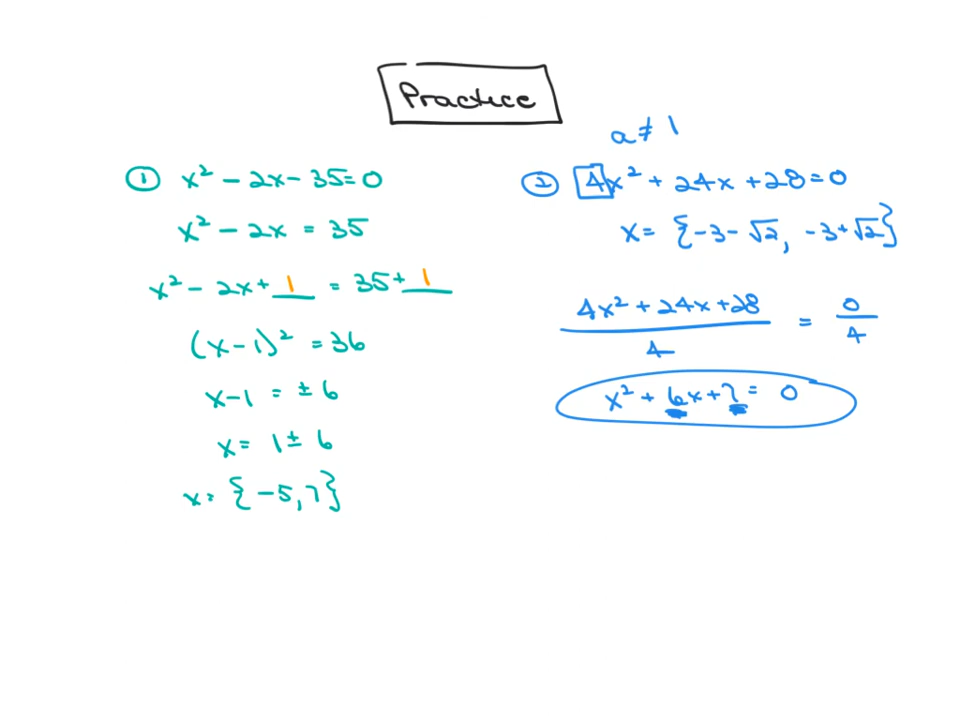 Practice
① x² - 2x - 35 = 0
x² - 2x = 35
x² - 2x + 1 = 35 + 1
(x - 1)² = 36
x - 1 = ± 6
x = 1 ± 6
x = {-5, 7}
a ≠ 1
② 4x² + 24x + 28 = 0
x = {-3 - √2, -3 + √2}
4x² + 24x + 28 / 4 = 0 / 4
x² + 6x + 7 = 0